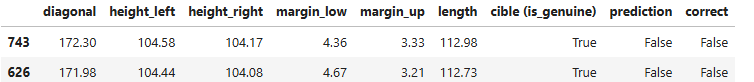 diagonal height_left height_right margin_low margin_up length cible (is_genuine) prediction correct
743 172.30 104.58 104.17 4.36 3.33 112.98 True False False
626 171.98 104.44 104.08 4.67 3.21 112.73 True False False